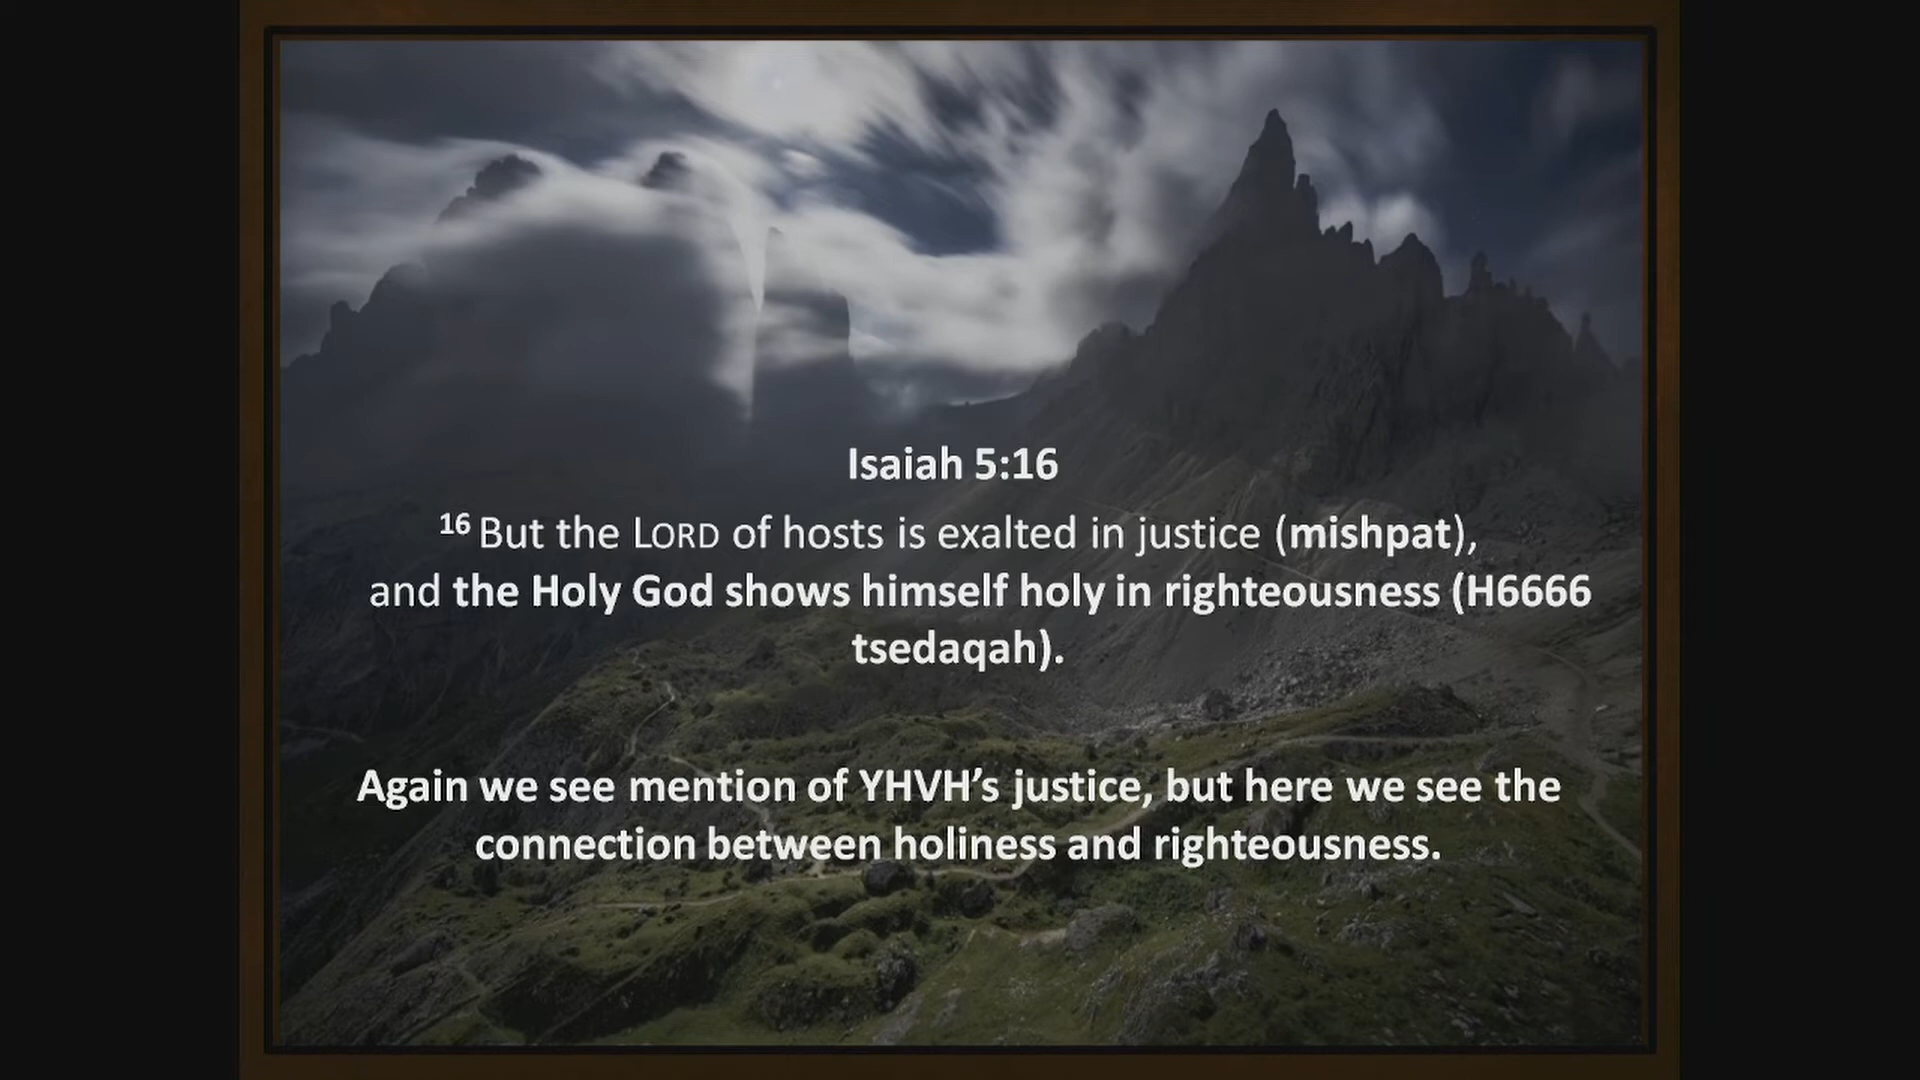 Isaiah 5:16
16 But the LORD of hosts is exalted in justice (mishpat),
and the Holy God shows himself holy in righteousness (H6666
tsedaqah).
Again we see mention of YHVH’s justice, but here we see the
connection between holiness and righteousness.